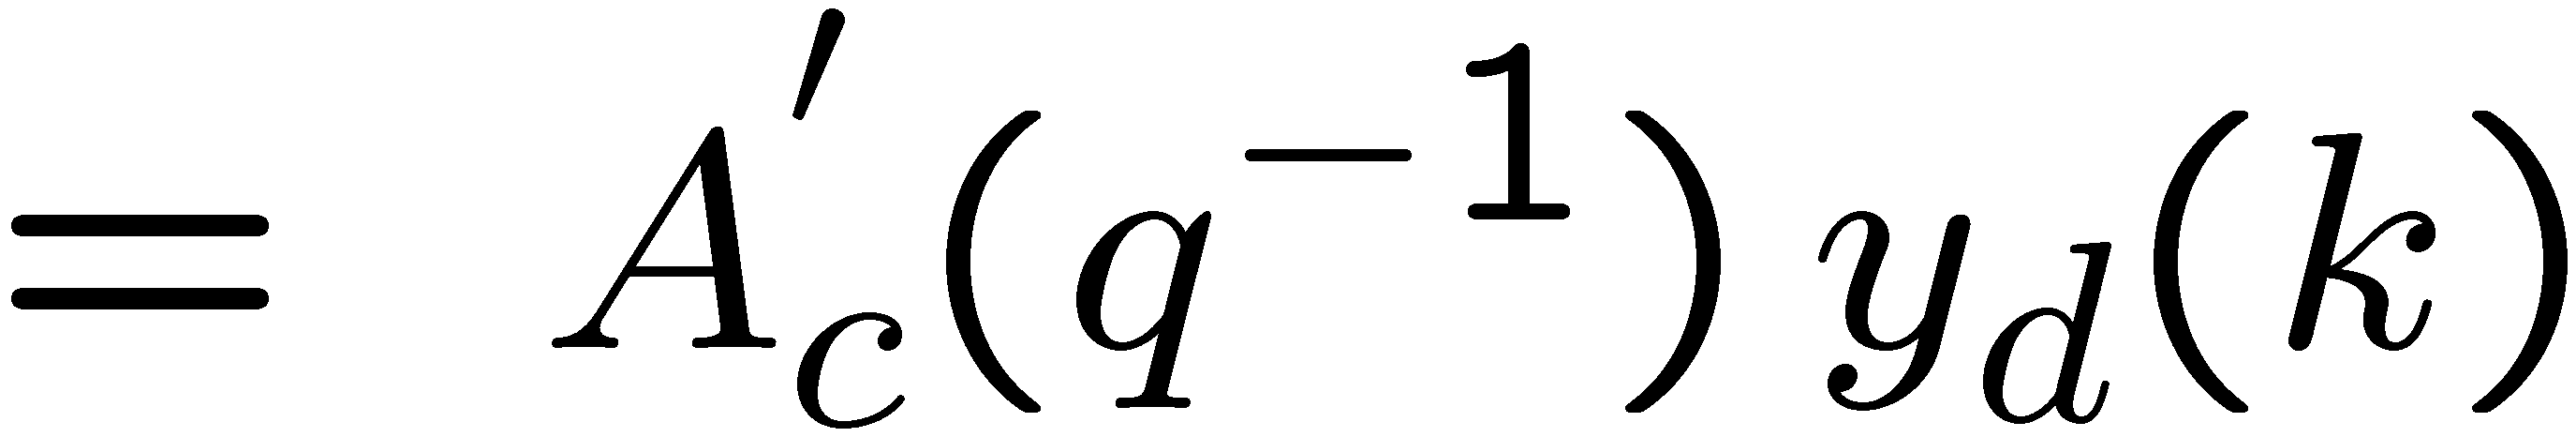 = A_c^′(q^{−1}) y_d(k)